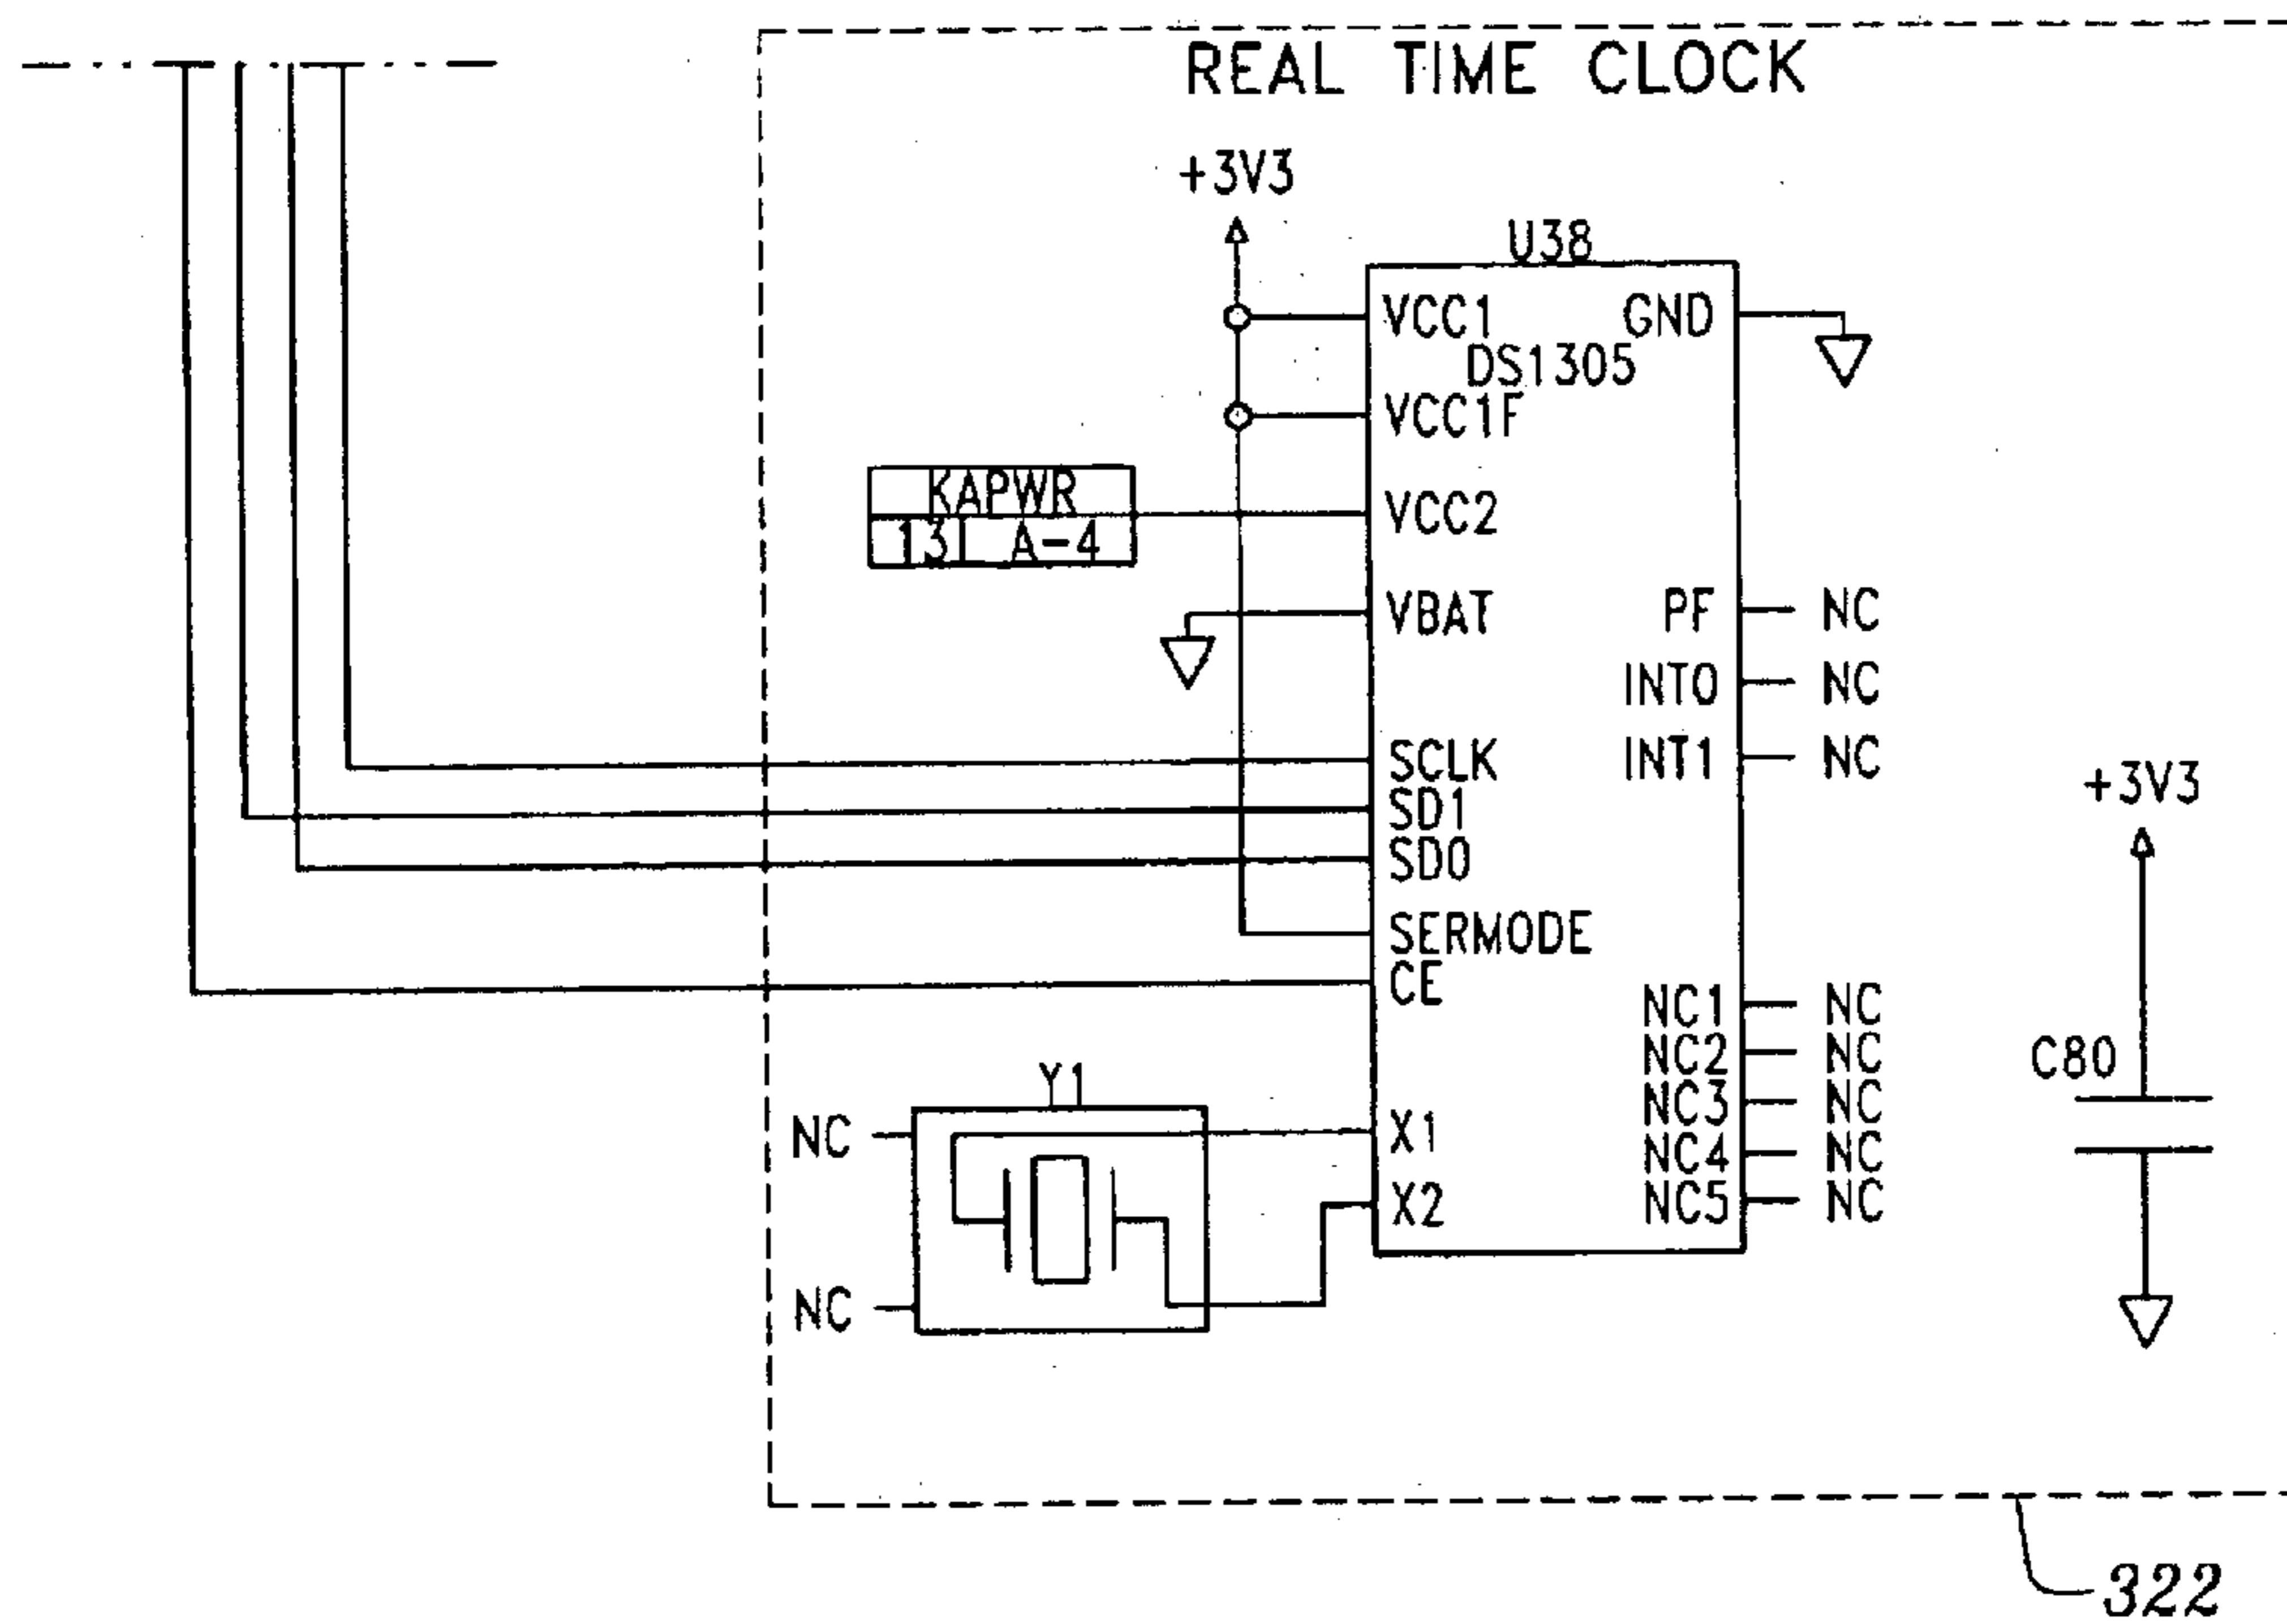 REAL TIME CLOCK
+3V3
U38
VCC1 GND
DS1305
VCC1F
KAPWR
VCC2
13 A-4
VBAT PF NC
INT0 NC
SCLK INT1 NC
+3V3
SD1
SD0
SERMODE
CE
NC1 NC
NC2 NC
C80
Y1
NC3 NC
NC X1
NC4 NC
X2 NC5 NC
NC
322